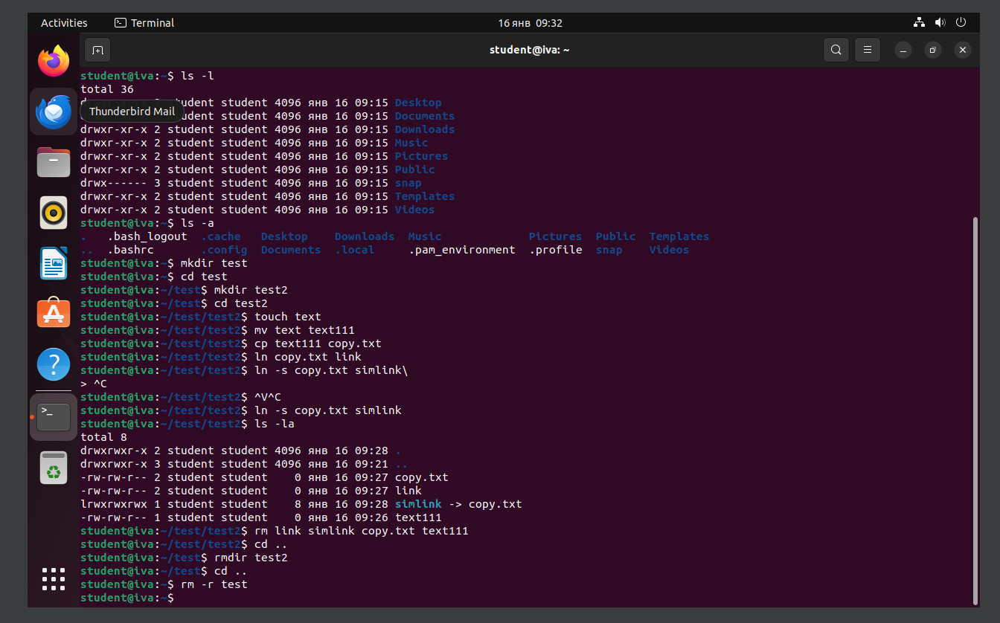 Activities Terminal 16 янв 09:32
student@iva: ~
student@iva:~$ ls -l
total 36
student 4096 янв 16 09:15 Desktop
Thunderbird Mail
student 4096 янв 16 09:15 Documents
drwxr-xr-x 2 student student 4096 янв 16 09:15 Downloads
drwxr-xr-x 2 student student 4096 янв 16 09:15 Music
drwxr-xr-x 2 student student 4096 янв 16 09:15 Pictures
drwxr-xr-x 2 student student 4096 янв 16 09:15 Public
drwx------ 3 student student 4096 янв 16 09:15 snap
drwxr-xr-x 2 student student 4096 янв 16 09:15 Templates
drwxr-xr-x 2 student student 4096 янв 16 09:15 Videos
student@iva:~$ ls -a
. .bash_logout .cache Desktop Downloads Music Pictures Public Templates
.. .bashrc .config Documents .local .pam_environment .profile snap Videos
student@iva:~$ mkdir test
student@iva:~$ cd test
student@iva:~/test$ mkdir test2
student@iva:~/test$ cd test2
student@iva:~/test/test2$ touch text
student@iva:~/test/test2$ mv text text111
student@iva:~/test/test2$ cp text111 copy.txt
student@iva:~/test/test2$ ln copy.txt link
student@iva:~/test/test2$ ln -s copy.txt simlink\
> ^C
student@iva:~/test/test2$ ^V^C
student@iva:~/test/test2$ ln -s copy.txt simlink
student@iva:~/test/test2$ ls -la
total 8
drwxrwxr-x 2 student student 4096 янв 16 09:28 .
drwxrwxr-x 3 student student 4096 янв 16 09:21 ..
-rw-rw-r-- 2 student student 0 янв 16 09:27 copy.txt
-rw-rw-r-- 2 student student 0 янв 16 09:27 link
lrwxrwxrwx 1 student student 8 янв 16 09:28 simlink -> copy.txt
-rw-rw-r-- 1 student student 0 янв 16 09:26 text111
student@iva:~/test/test2$ rm link simlink copy.txt text111
student@iva:~/test/test2$ cd ..
student@iva:~/test$ rmdir test2
student@iva:~/test$ cd ..
student@iva:~$ rm -r test
student@iva:~$